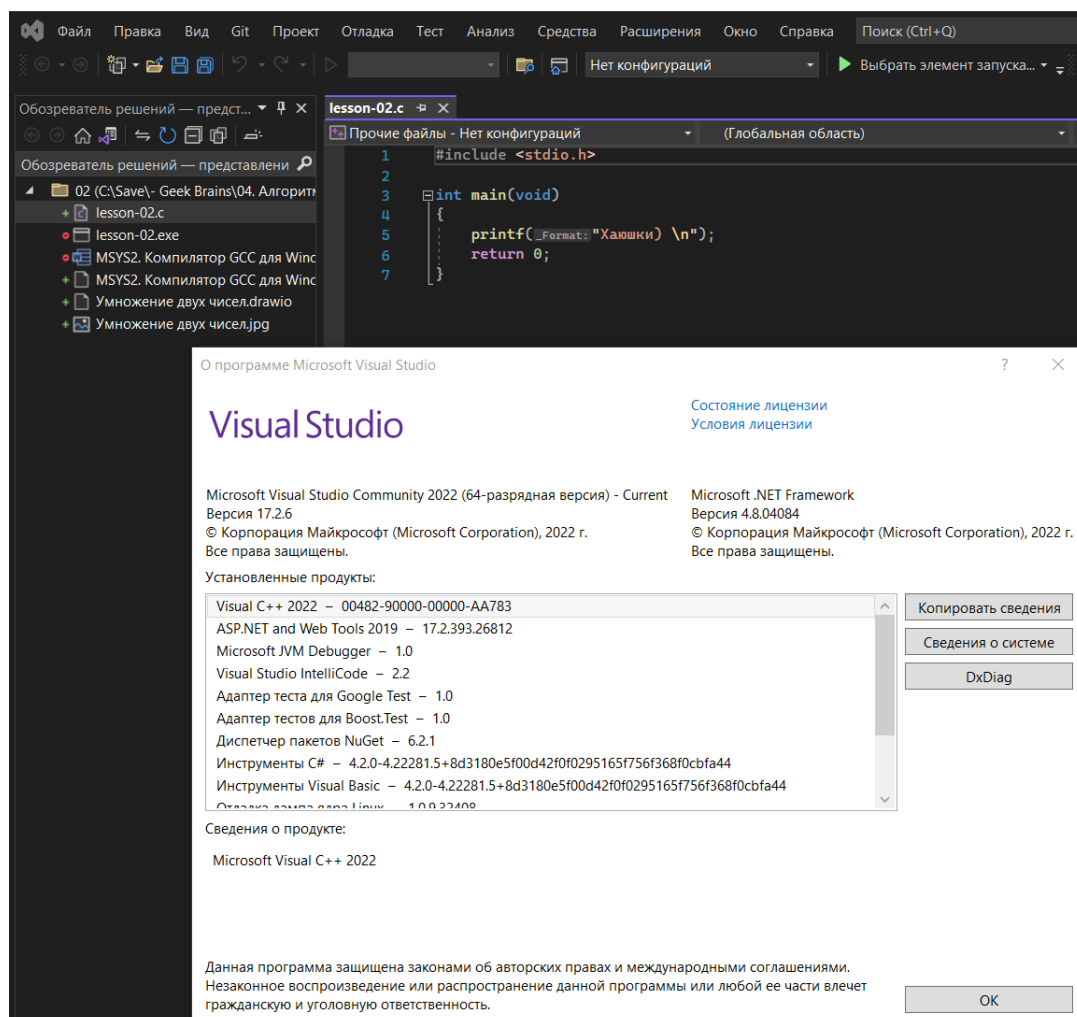 Файл Правка Вид Git Проект Отладка Тест Анализ Средства Расширения Окно Справка Поиск (Ctrl+Q)
Нет конфигураций Выбрать элемент запуска...
Обозреватель решений — предст...
lesson-02.c
Прочие файлы - Нет конфигураций (Глобальная область)
Обозреватель решений — представлени
02 (C:\Save\- Geek Brains\04. Алгорит
lesson-02.c
lesson-02.exe
MSYS2. Компилятор GCC для Winc
MSYS2. Компилятор GCC для Winc
Умножение двух чисел.drawio
Умножение двух чисел.jpg
1 #include <stdio.h>
2
3 int main(void)
4 {
5 printf(_Format:"Хаюшки) \n");
6 return 0;
7 }
О программе Microsoft Visual Studio ?
Visual Studio
Состояние лицензии
Условия лицензии
Microsoft Visual Studio Community 2022 (64-разрядная версия) - Current
Версия 17.2.6
© Корпорация Майкрософт (Microsoft Corporation), 2022 г.
Все права защищены.
Microsoft .NET Framework
Версия 4.8.04084
© Корпорация Майкрософт (Microsoft Corporation), 2022 г.
Все права защищены.
Установленные продукты:
Visual C++ 2022 – 00482-90000-00000-AA783
ASP.NET and Web Tools 2019 – 17.2.393.26812
Microsoft JVM Debugger – 1.0
Visual Studio IntelliCode – 2.2
Адаптер теста для Google Test – 1.0
Адаптер тестов для Boost.Test – 1.0
Диспетчер пакетов NuGet – 6.2.1
Инструменты C# – 4.2.0-4.22281.5+8d3180e5f00d42f0f0295165f756f368f0cbfa44
Инструменты Visual Basic – 4.2.0-4.22281.5+8d3180e5f00d42f0f0295165f756f368f0cbfa44
Отладка дампа ядра Linux – 1.0.9.32408
Копировать сведения
Сведения о системе
DxDiag
Сведения о продукте:
Microsoft Visual C++ 2022
Данная программа защищена законами об авторских правах и международными соглашениями.
Незаконное воспроизведение или распространение данной программы или любой ее части влечет
гражданскую и уголовную ответственность.
OK